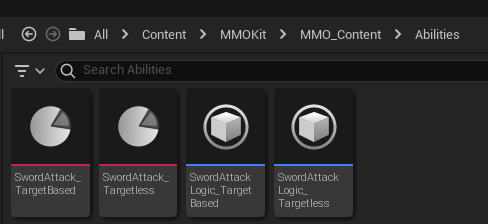 All
Content
MMOKit
MMO_Content
Abilities
Search Abilities
SwordAttack_
TargetBased
SwordAttack_
Targetless
SwordAttack
Logic_Target
Based
SwordAttack
Logic_
Targetless